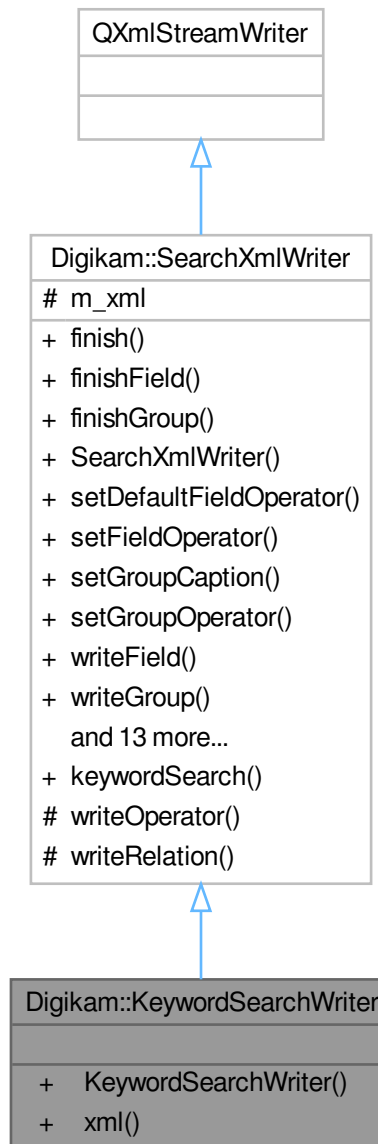 QXmlStreamWriter
Digikam::SearchXmlWriter
# m_xml
+ finish()
+ finishField()
+ finishGroup()
+ SearchXmlWriter()
+ setDefaultFieldOperator()
+ setFieldOperator()
+ setGroupCaption()
+ setGroupOperator()
+ writeField()
+ writeGroup()
and 13 more...
+ keywordSearch()
# writeOperator()
# writeRelation()
Digikam::KeywordSearchWriter
+ KeywordSearchWriter()
+ xml()